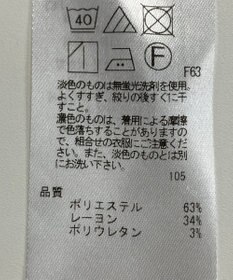 40
F
F63
淡色のものは無蛍光洗剤を使用。
よくすすぎ、絞りの後すぐに干
すこと。
濃色のものは、着用による摩擦
で色落ちすることがありますの
で、組合せの衣服にご注意くださ
い。また、淡色のものとは別
にお洗い下さい。
105
品質
ポリエステル 63%
レーヨン 34%
ポリウレタン 3%